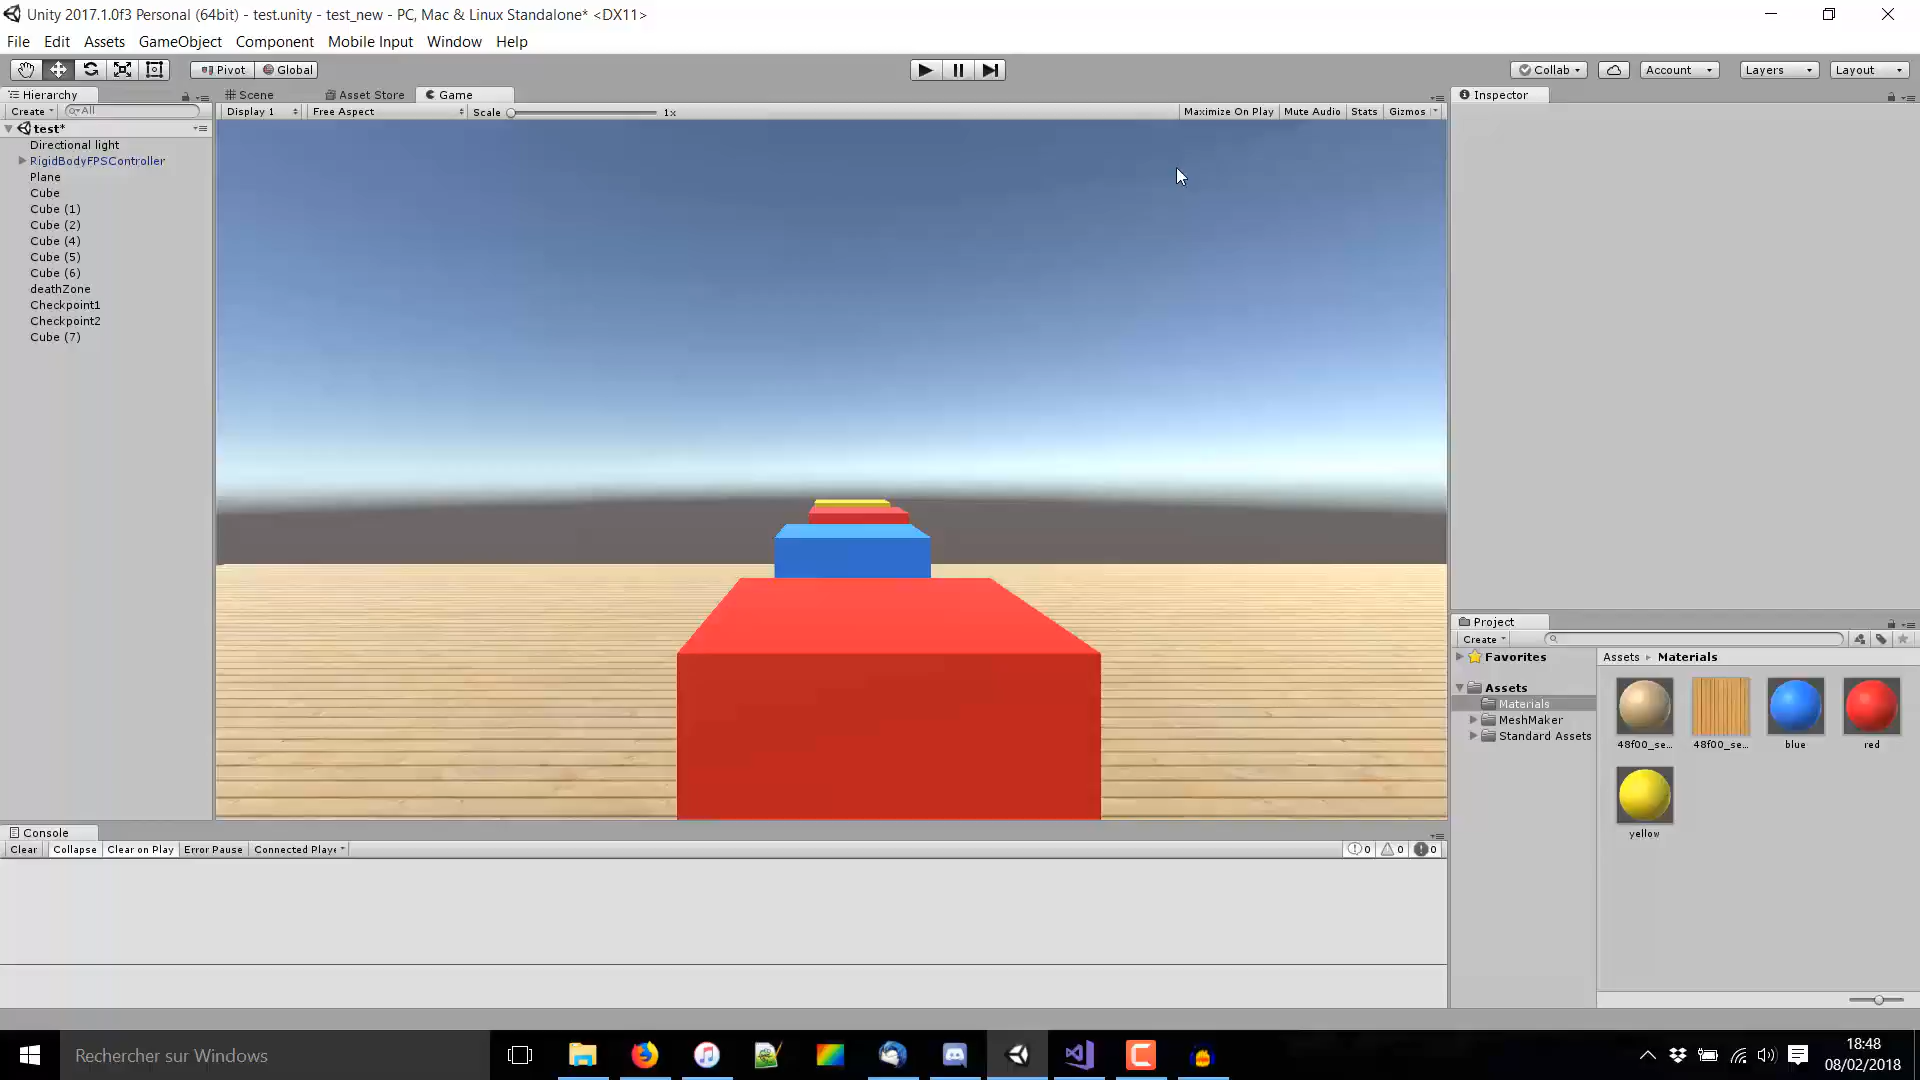 Unity 2017.1.0f3 Personal (64bit) - test.unity - test_new - PC, Mac & Linux Standalone* <DX11>
File Edit Assets GameObject Component Mobile Input Window Help
Pivot Global Collab Account Layers Layout
Hierarchy Scene Asset Store Game Inspector
Create All Display 1 Free Aspect Scale 1x Maximize On Play Mute Audio Stats Gizmos
test*
Directional light
RigidBodyFPSController
Plane
Cube
Cube (1)
Cube (2)
Cube (4)
Cube (5)
Cube (6)
deathZone
Checkpoint1
Checkpoint2
Cube (7)
Project
Create
Favorites
Assets
Materials
MeshMaker
Standard Assets
Assets Materials
48f00_se... 48f00_se... blue red
yellow
Console
Clear Collapse Clear on Play Error Pause Connected Playe 0 0 0
Rechercher sur Windows
18:48
08/02/2018